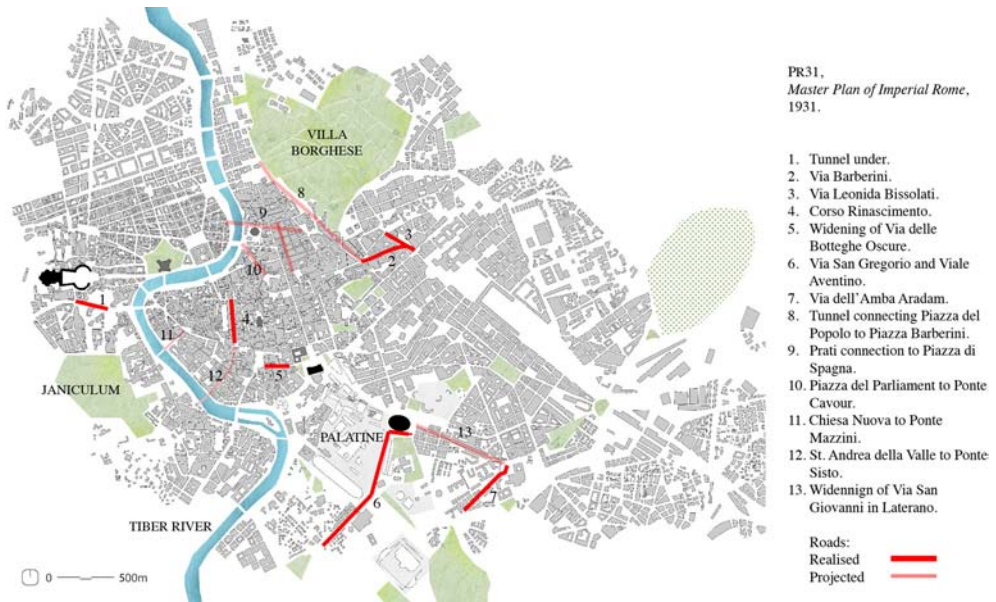 PR31,
Master Plan of Imperial Rome,
1931.
1. Tunnel under.
2. Via Barberini.
3. Via Leonida Bissolati.
4. Corso Rinascimento.
5. Widening of Via delle
Botteghe Oscure.
6. Via San Gregorio and Viale
Aventino.
7. Via dell'Amba Aradam.
8. Tunnel connecting Piazza del
Popolo to Piazza Barberini.
9. Prati connection to Piazza di
Spagna.
10. Piazza del Parliament to Ponte
Cavour.
11. Chiesa Nuova to Ponte
Mazzini.
12. St. Andrea della Valle to Ponte
Sisto.
13. Widennign of Via San
Giovanni in Laterano.
Roads:
Realised
Projected
VILLA
BORGHESE
8
9
3
2
10
1
4
11
12
5
JANICULUM
PALATINE
13
6
7
TIBER RIVER
0 500m